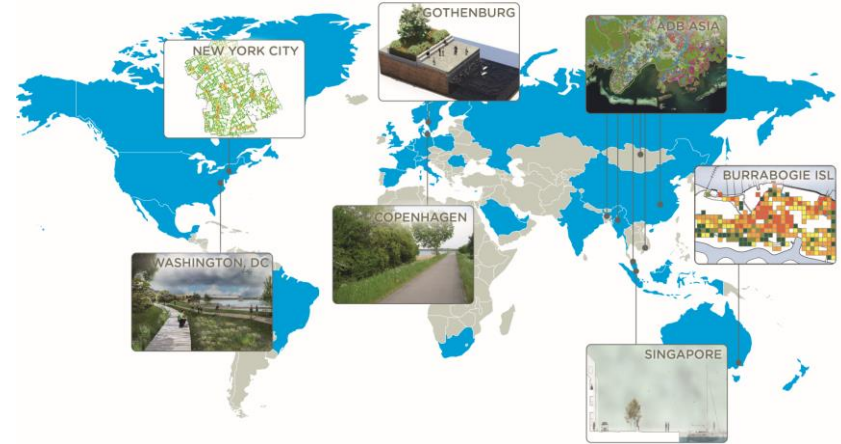 GOTHENBURG
ADB ASIA
NEW YORK CITY
BURRABOGIE ISL
COPENHAGEN
WASHINGTON, DC
SINGAPORE